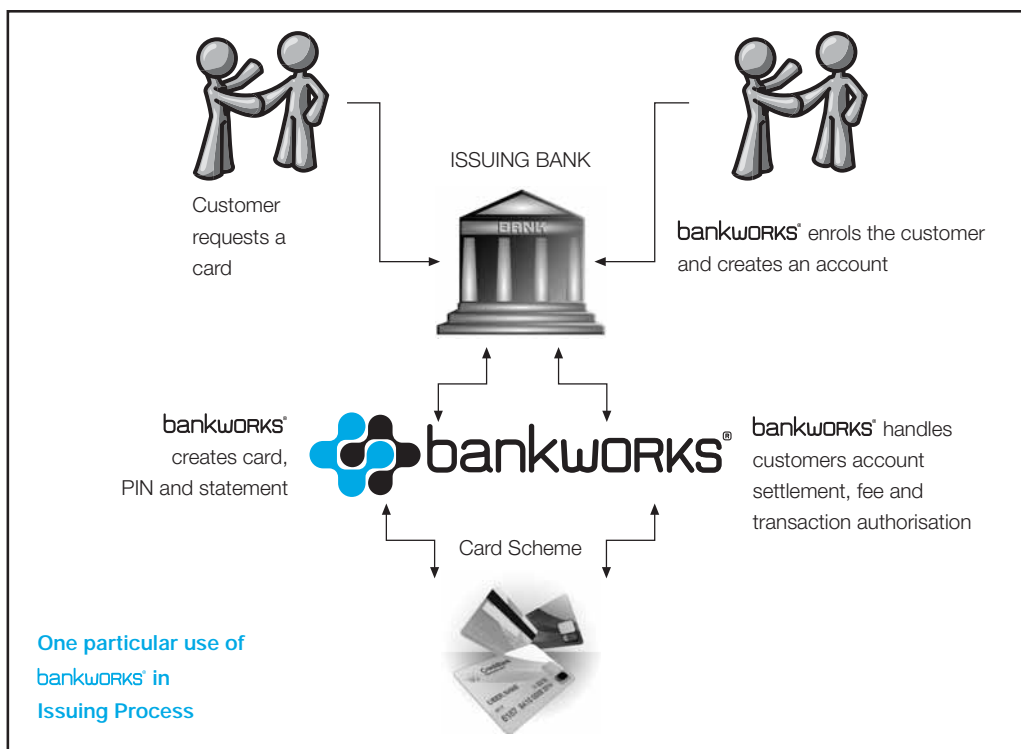 ISSUING BANK
BANK
Customer
requests a
card
bankworks® enrols the customer
and creates an account
bankworks®
creates card,
PIN and statement
bankworks®
bankworks® handles
customers account
settlement, fee and
transaction authorisation
Card Scheme
One particular use of
bankworks® in
Issuing Process